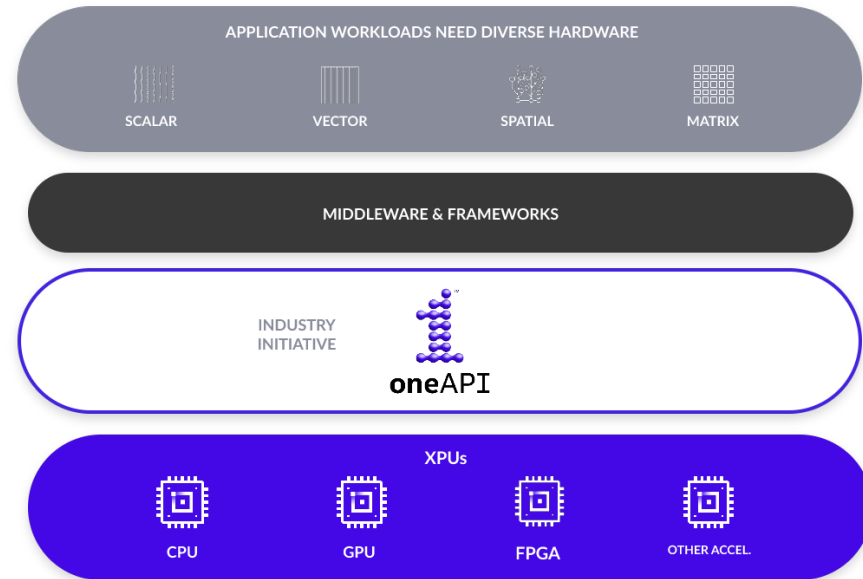 APPLICATION WORKLOADS NEED DIVERSE HARDWARE
SCALAR VECTOR SPATIAL MATRIX
MIDDLEWARE & FRAMEWORKS
INDUSTRY
INITIATIVE
oneAPI
XPUs
CPU GPU FPGA OTHER ACCEL.